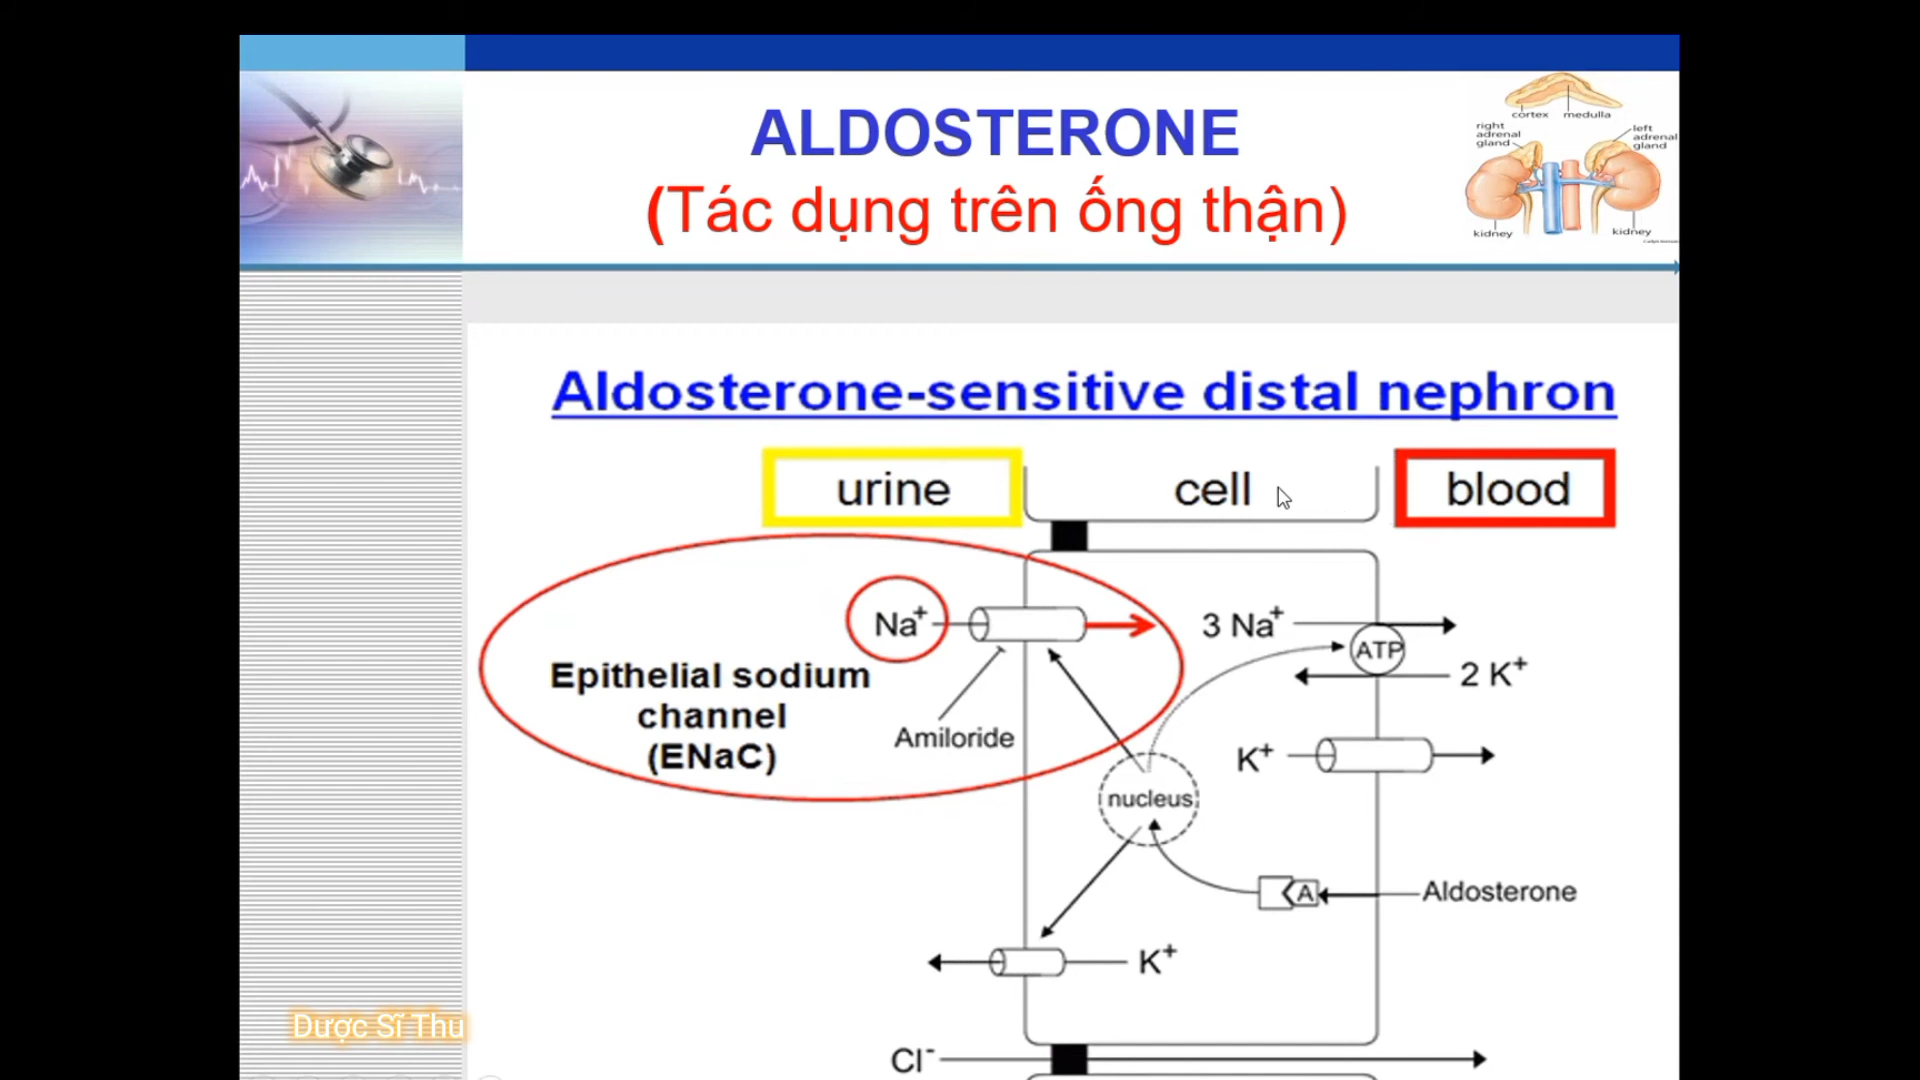 ALDOSTERONE
(Tác dụng trên ống thận)
cortex medulla
right adrenal gland
left adrenal gland
kidney
kidney
Aldosterone-sensitive distal nephron
urine
cell
blood
Na+
3 Na+
ATP
2 K+
Epithelial sodium
channel
(ENaC)
Amiloride
K+
nucleus
A
Aldosterone
K+
Dược Sĩ Thu
Cl-